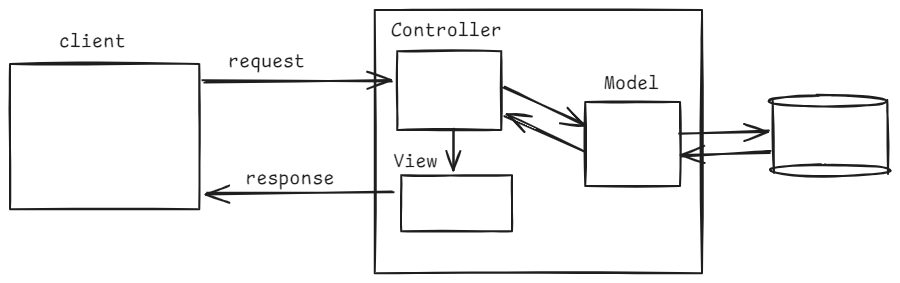 client
request
Controller
Model
View
response